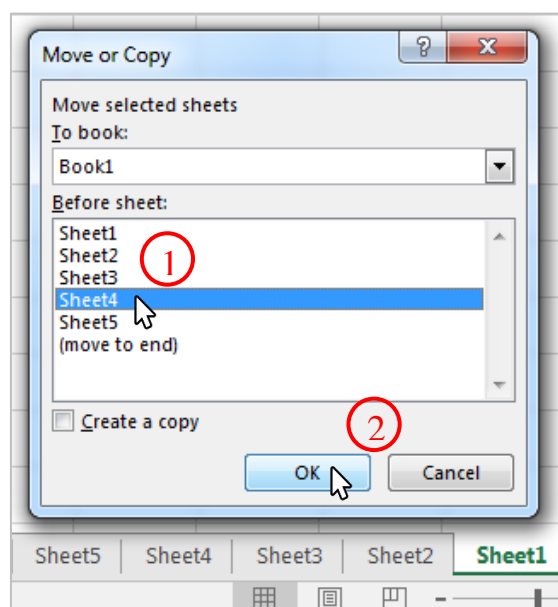 Move or Copy
Move selected sheets
To book:
Book1
Before sheet:
Sheet1
Sheet2
1
Sheet3
Sheet4
Sheet5
(move to end)
Create a copy
2
OK Cancel
Sheet5 Sheet4 Sheet3 Sheet2 Sheet1